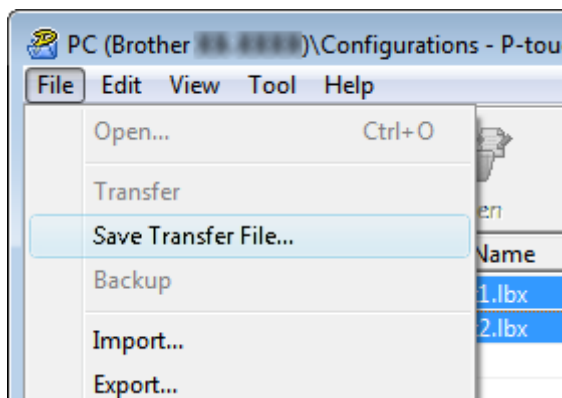 PC (Brother )\Configurations - P-tou
File Edit View Tool Help
Open... Ctrl+O
Transfer
en
Save Transfer File...
Name
Backup
1.lbx
2.lbx
Import...
Export...